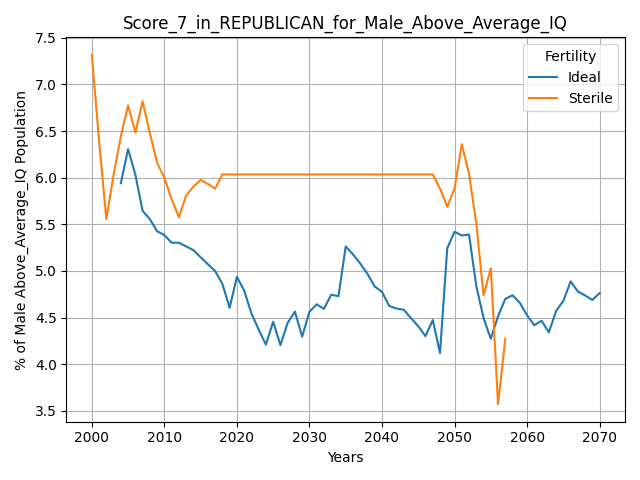 Score_7_in_REPUBLICAN_for_Male_Above_Average_IQ
7.5
7.0
6.5
6.0
5.5
5.0
4.5
4.0
3.5
% of Male Above_Average_IQ Population
Fertility
Ideal
Sterile
2000
2010
2020
2030
2040
2050
2060
2070
Years